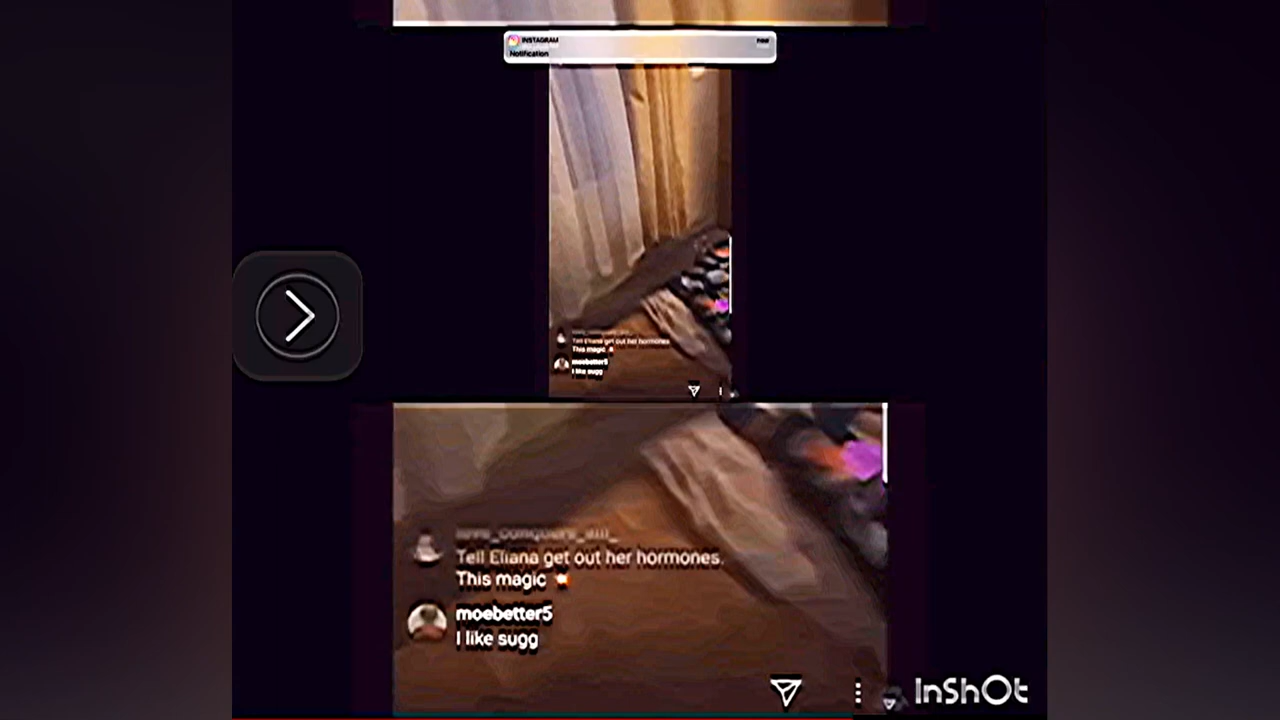 INSTAGRAM
Notification
Tell Eliana get out her hormones
This magic
moebetter5
I like sugg
Tell Eliana get out her hormones.
This magic 💥
moebetter5
I like sugg
InShOt